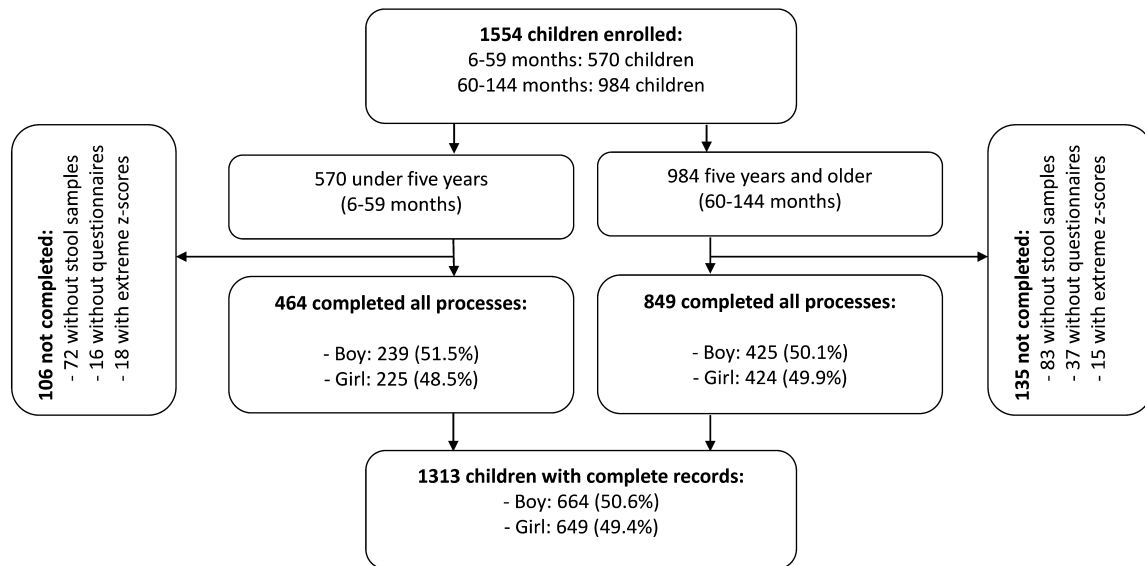 1554 children enrolled:
6-59 months: 570 children
60-144 months: 984 children
570 under five years
(6-59 months)
984 five years and older
(60-144 months)
106 not completed:
- 72 without stool samples
- 16 without questionnaires
- 18 with extreme z-scores
464 completed all processes:
- Boy: 239 (51.5%)
- Girl: 225 (48.5%)
849 completed all processes:
- Boy: 425 (50.1%)
- Girl: 424 (49.9%)
135 not completed:
- 83 without stool samples
- 37 without questionnaires
- 15 with extreme z-scores
1313 children with complete records:
- Boy: 664 (50.6%)
- Girl: 649 (49.4%)